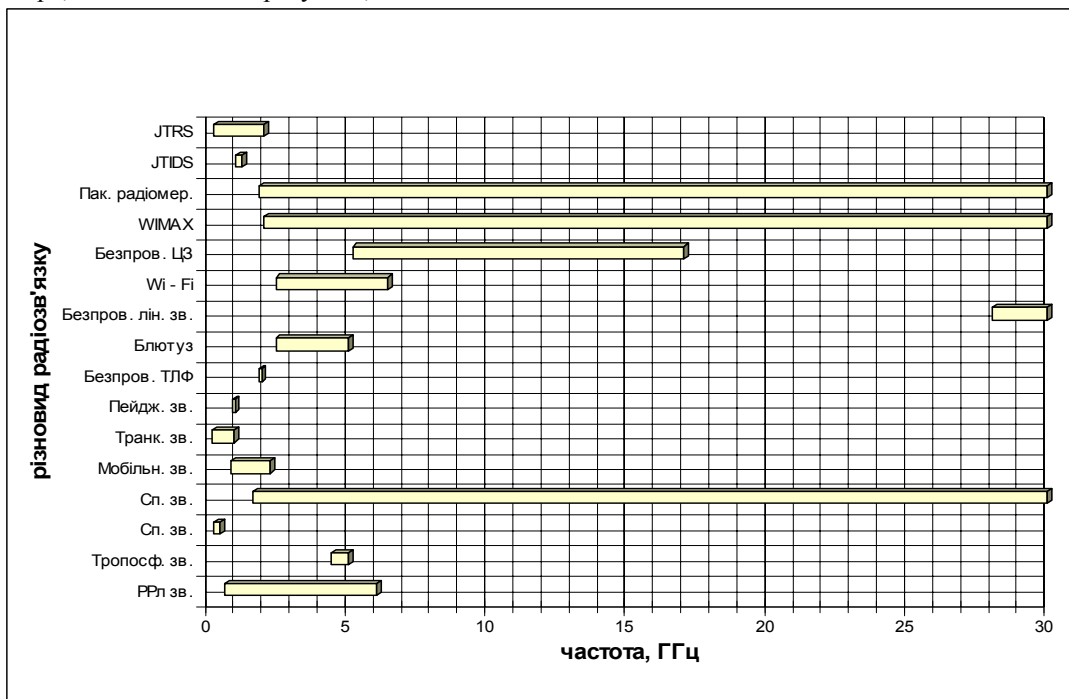 JTRS
JTIDS
Пак. радіомер.
WIMAX
Безпров. ЦЗ
Wi - Fi
Безпров. лін. зв.
Блютуз
Безпров. ТЛФ
Пейдж. зв.
Транк. зв.
Мобільн. зв.
Сп. зв.
Сп. зв.
Тропосф. зв.
РРл зв.
різновид радіозв'язку
0 5 10 15 20 25 30
частота, ГГц